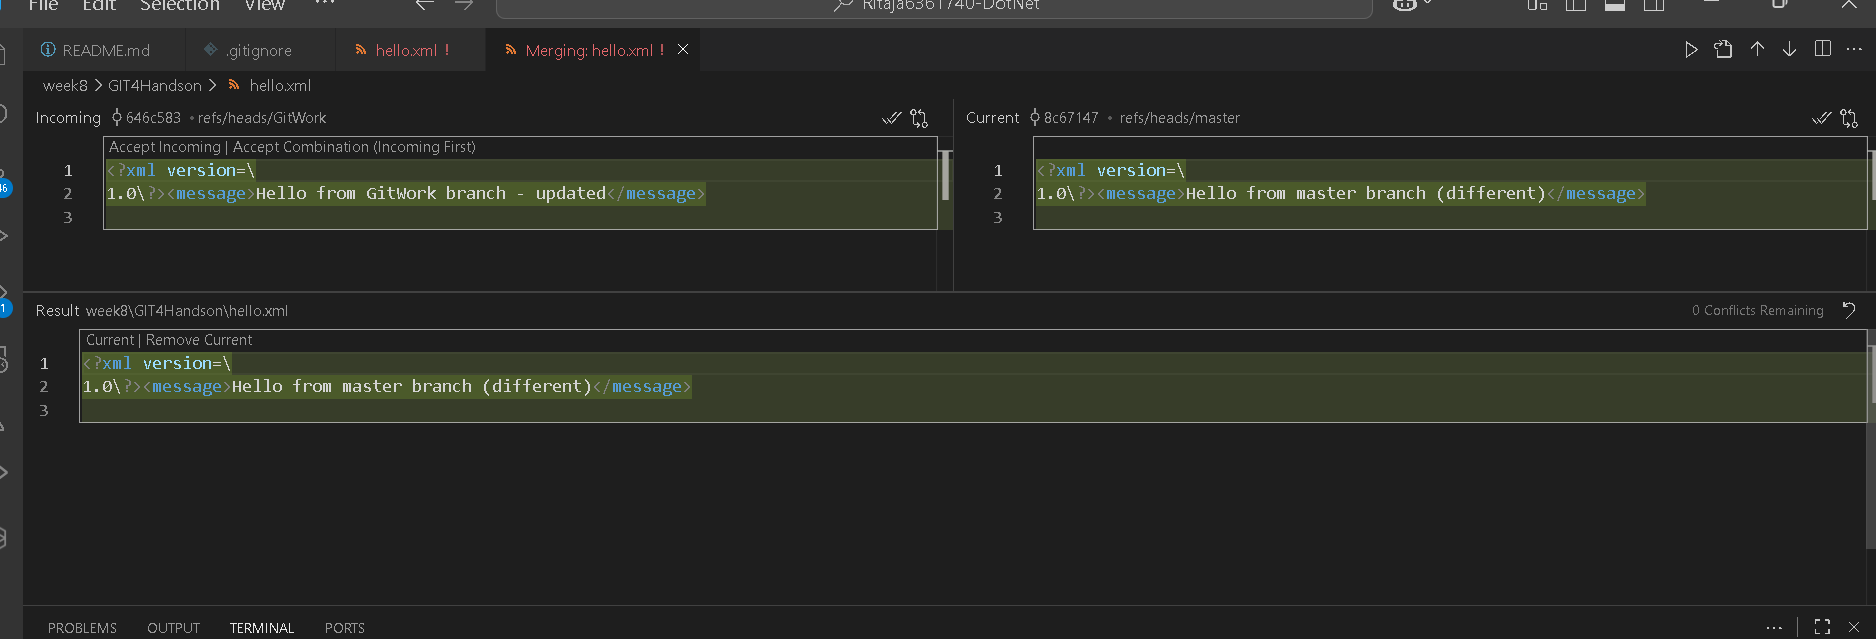 File Edit Selection View ··· Ritaja6361740-DotNet
README.md .gitignore hello.xml ! Merging: hello.xml !
week8 > GIT4Handson > hello.xml
Incoming 646c583 • refs/heads/GitWork
Accept Incoming | Accept Combination (Incoming First)
1 <?xml version=\
2 1.0\?><message>Hello from GitWork branch - updated</message>
3
Current 8c67147 • refs/heads/master
1 <?xml version=\
2 1.0\?><message>Hello from master branch (different)</message>
3
Result week8\GIT4Handson\hello.xml 0 Conflicts Remaining
Current | Remove Current
1 <?xml version=\
2 1.0\?><message>Hello from master branch (different)</message>
3
46
1
PROBLEMS OUTPUT TERMINAL PORTS ···